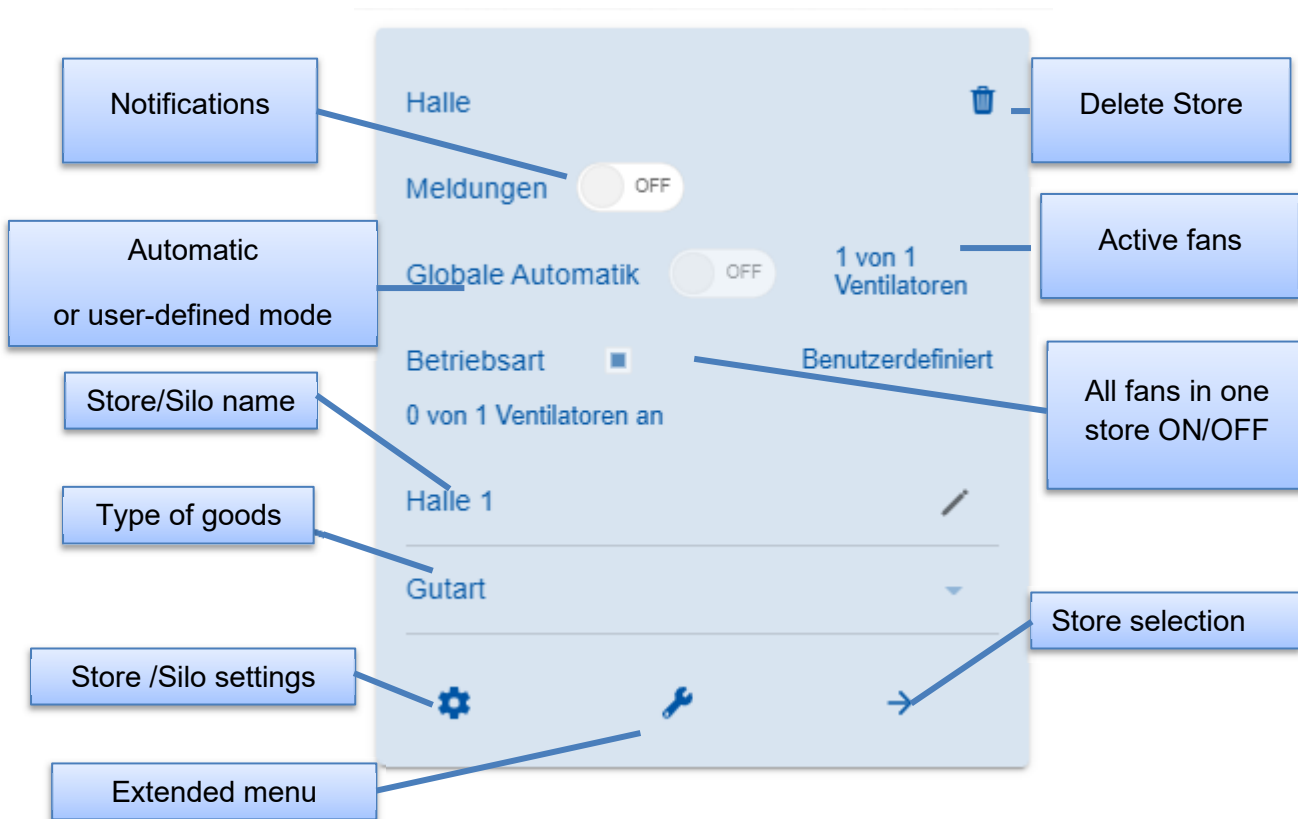 Notifications
Halle
Delete Store
Meldungen
OFF
Automatic
or user-defined mode
Globale Automatik
OFF
1 von 1
Ventilatoren
Active fans
Betriebsart
Benutzerdefiniert
All fans in one
store ON/OFF
Store/Silo name
0 von 1 Ventilatoren an
Halle 1
Type of goods
Gutart
Store selection
Store /Silo settings
Extended menu